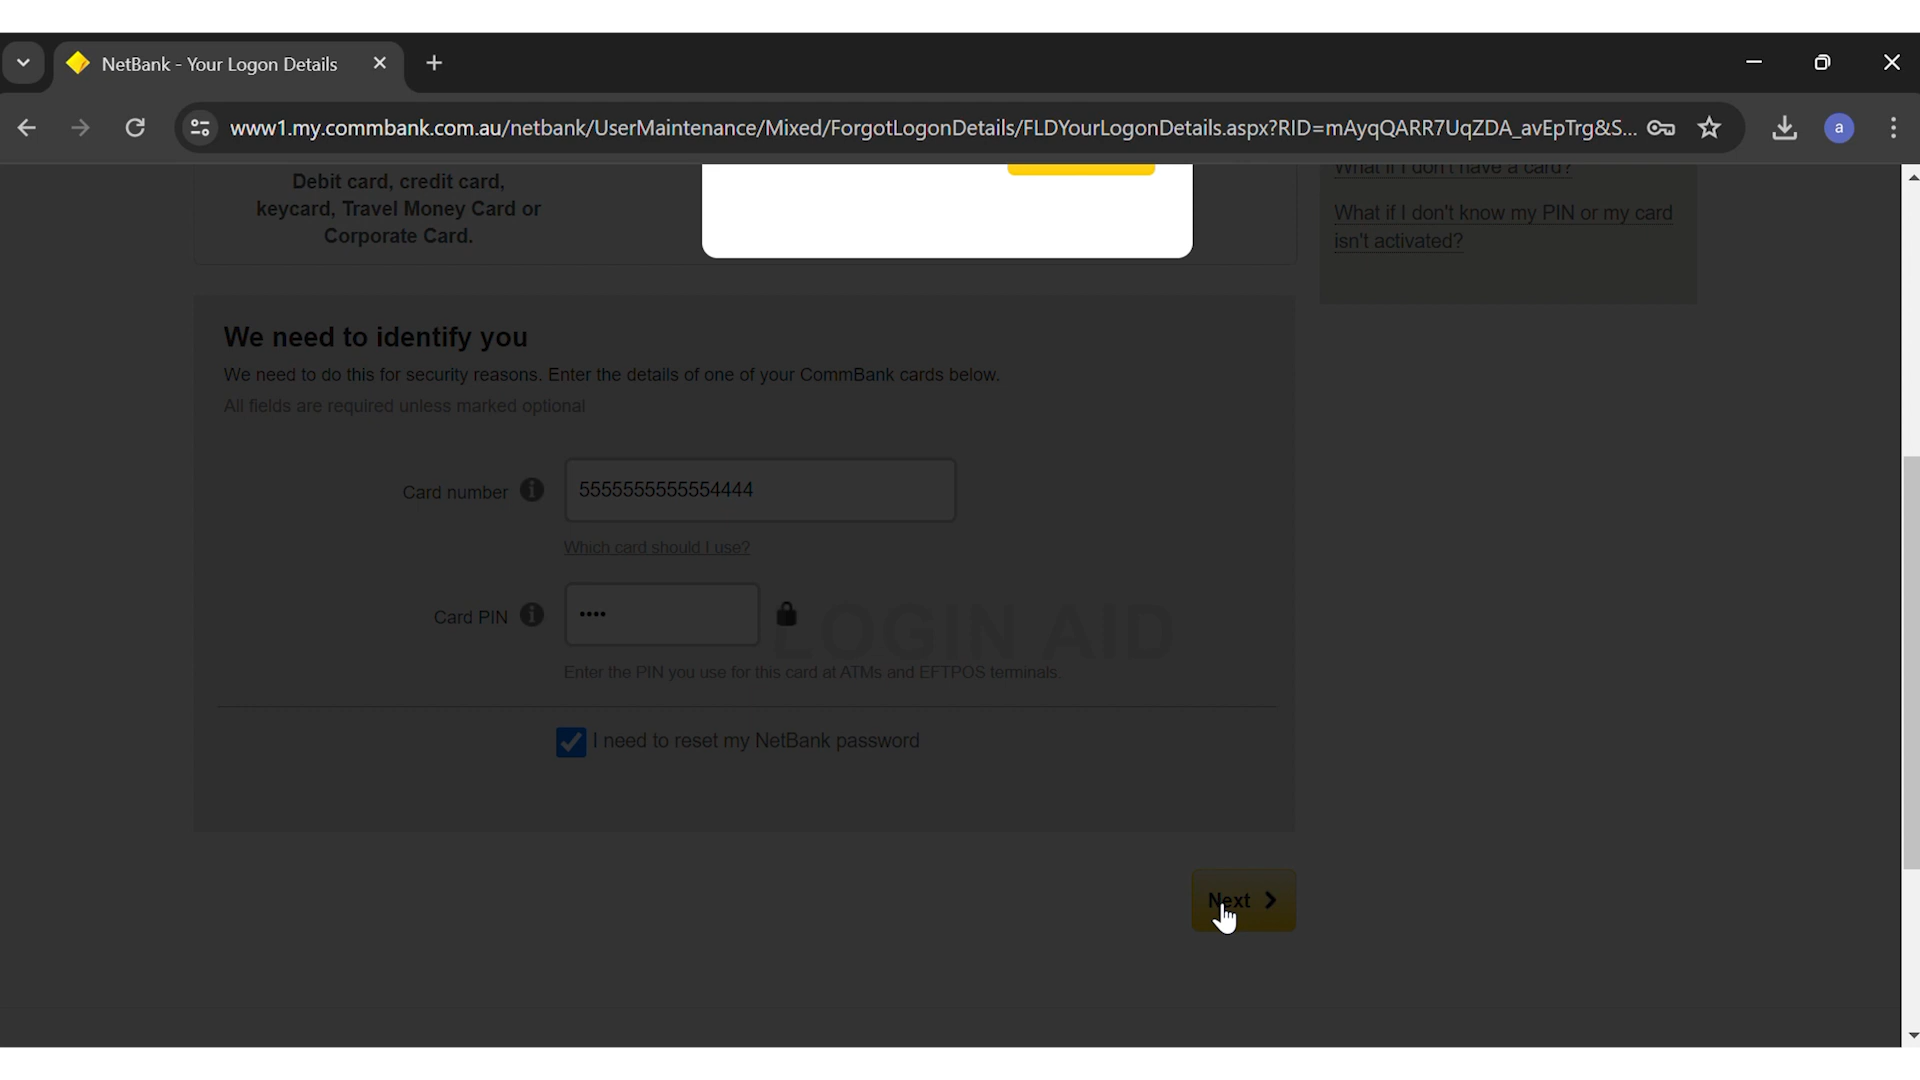 NetBank - Your Logon Details
www1.my.commbank.com.au/netbank/UserMaintenance/Mixed/ForgotLogonDetails/FLDYourLogonDetails.aspx?RID=mAyqQARR7UqZDA_avEpTrg&S...
a
Debit card, credit card,
keycard, Travel Money Card or
Corporate Card.
What if I don't have a card?
What if I don't know my PIN or my card
isn't activated?
We need to identify you
We need to do this for security reasons. Enter the details of one of your CommBank cards below.
All fields are required unless marked optional
Card number
5555555555554444
Which card should I use?
Card PIN
••••
LOGIN AID
Enter the PIN you use for this card at ATMs and EFTPOS terminals.
I need to reset my NetBank password
Next